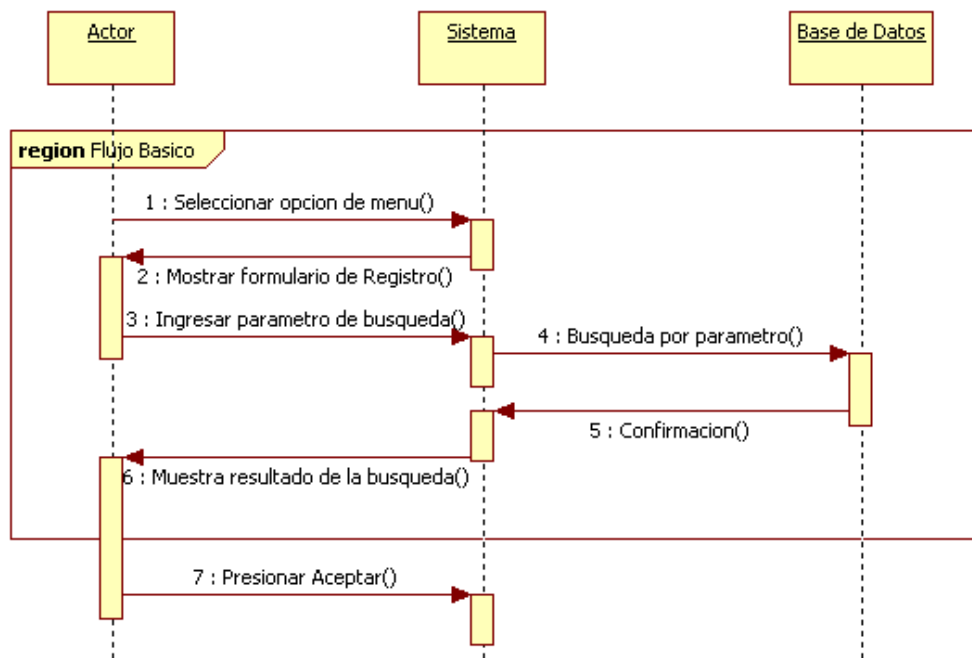 Actor
Sistema
Base de Datos
region Flujo Basico
1 : Seleccionar opcion de menu()
2 : Mostrar formulario de Registro()
3 : Ingresar parametro de busqueda()
4 : Busqueda por parametro()
5 : Confirmacion()
6 : Muestra resultado de la busqueda()
7 : Presionar Aceptar()